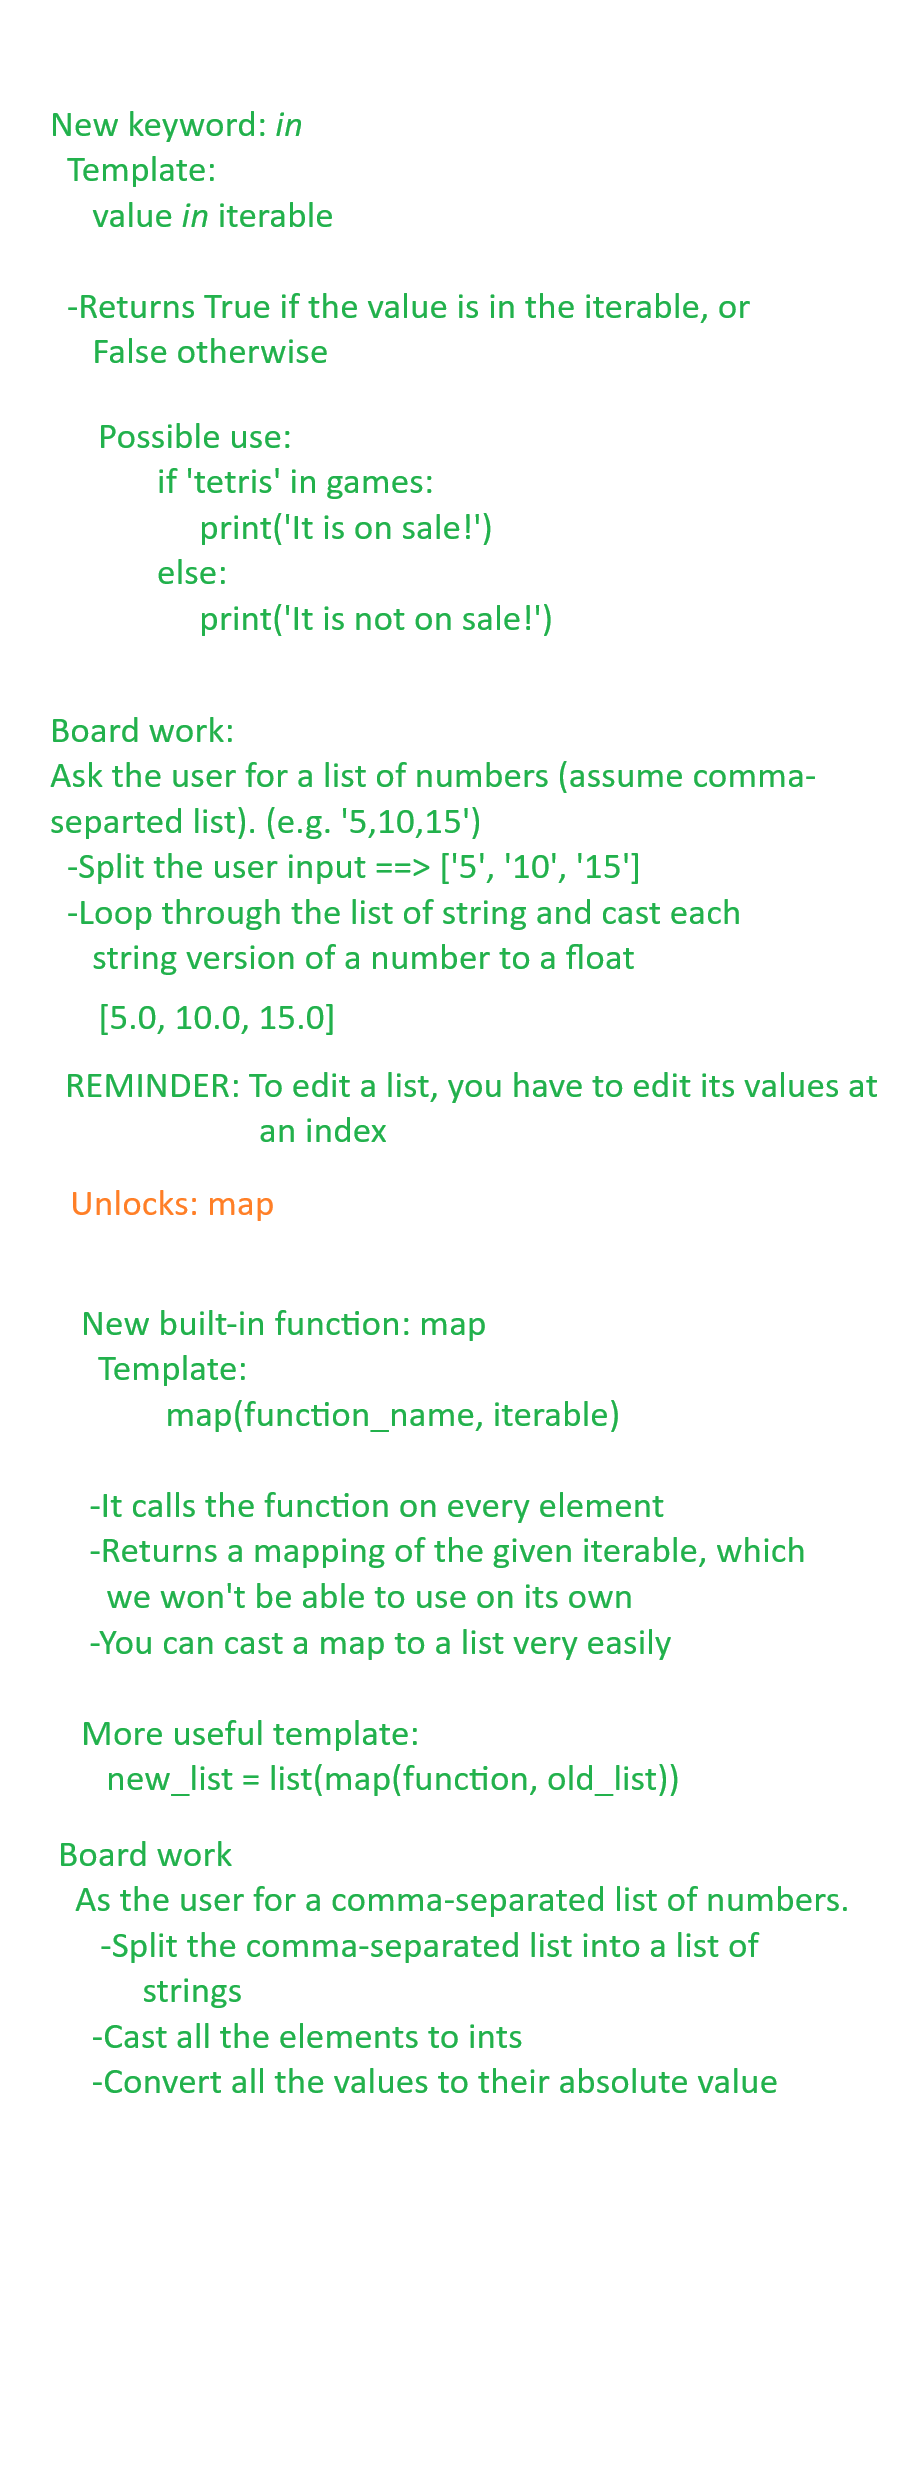 New keyword: in
Template:
value in iterable
-Returns True if the value is in the iterable, or
False otherwise
Possible use:
if 'tetris' in games:
print('It is on sale!')
else:
print('It is not on sale!')
Board work:
Ask the user for a list of numbers (assume comma-
separted list). (e.g. '5,10,15')
-Split the user input ==> ['5', '10', '15']
-Loop through the list of string and cast each
string version of a number to a float
[5.0, 10.0, 15.0]
REMINDER: To edit a list, you have to edit its values at
an index
Unlocks: map
New built-in function: map
Template:
map(function_name, iterable)
-It calls the function on every element
-Returns a mapping of the given iterable, which
we won't be able to use on its own
-You can cast a map to a list very easily
More useful template:
new_list = list(map(function, old_list))
Board work
As the user for a comma-separated list of numbers.
-Split the comma-separated list into a list of
strings
-Cast all the elements to ints
-Convert all the values to their absolute value